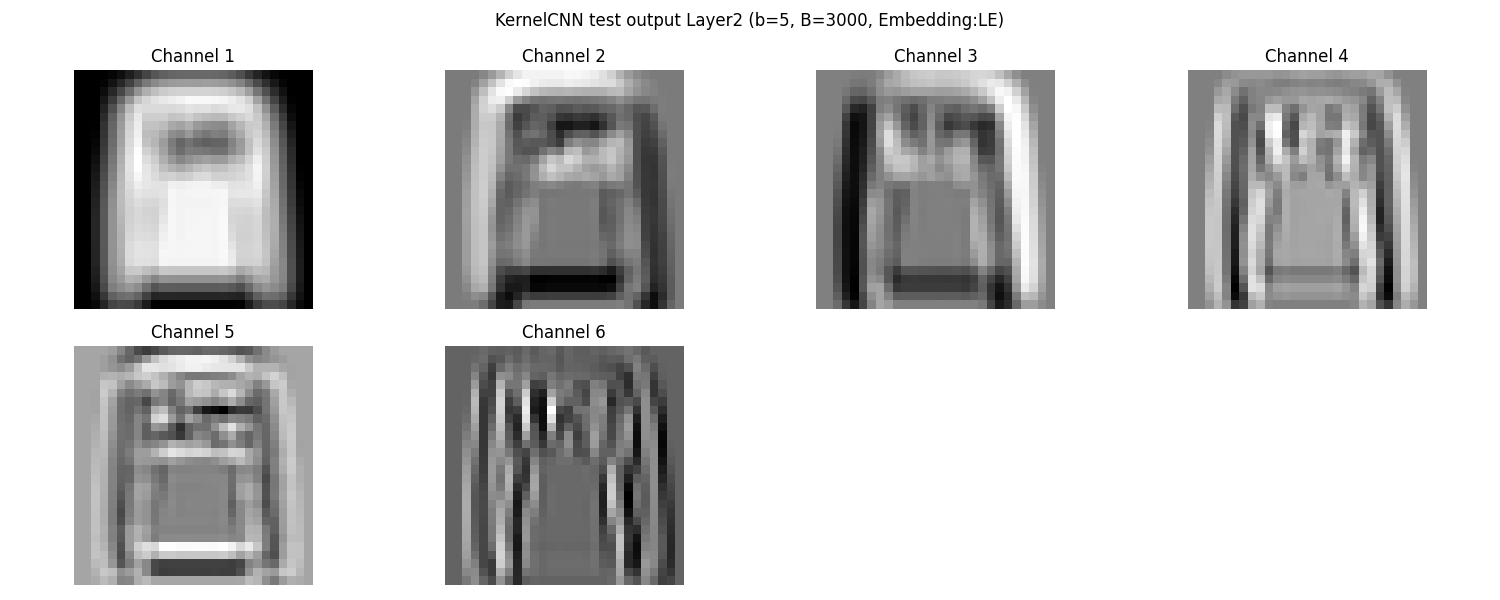 KernelCNN test output Layer2 (b=5, B=3000, Embedding:LE)
Channel 1
Channel 2
Channel 3
Channel 4
Channel 5
Channel 6